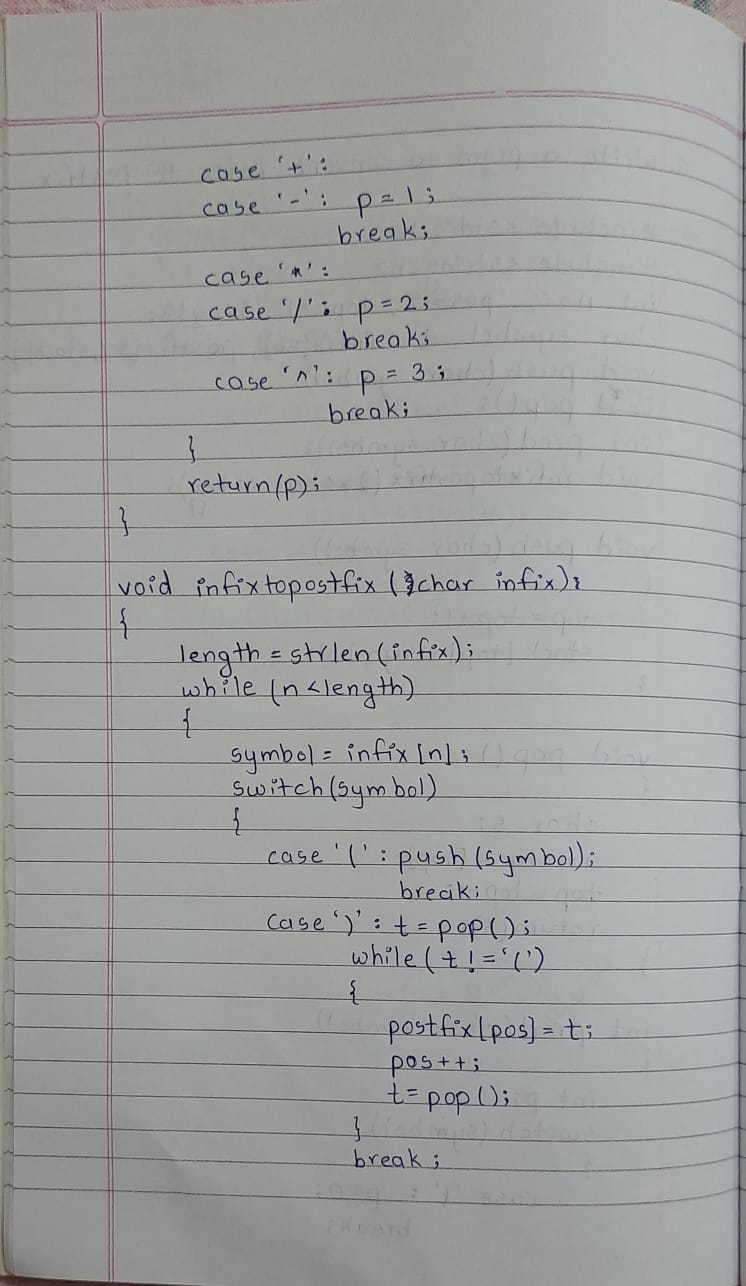 case '+':
case '-': p=1;
break;
case '*':
case '/': p=2;
break;
case '^': p=3;
break;
}
return(p);
}
void infixtopostfix (char infix);
{
length = strlen(infix);
while (n<length)
{
symbol = infix[n];
switch(symbol)
{
case '(': push(symbol);
break;
case ')': t=pop();
while(t!='(')
{
postfix[pos]=t;
pos++;
t=pop();
}
break;